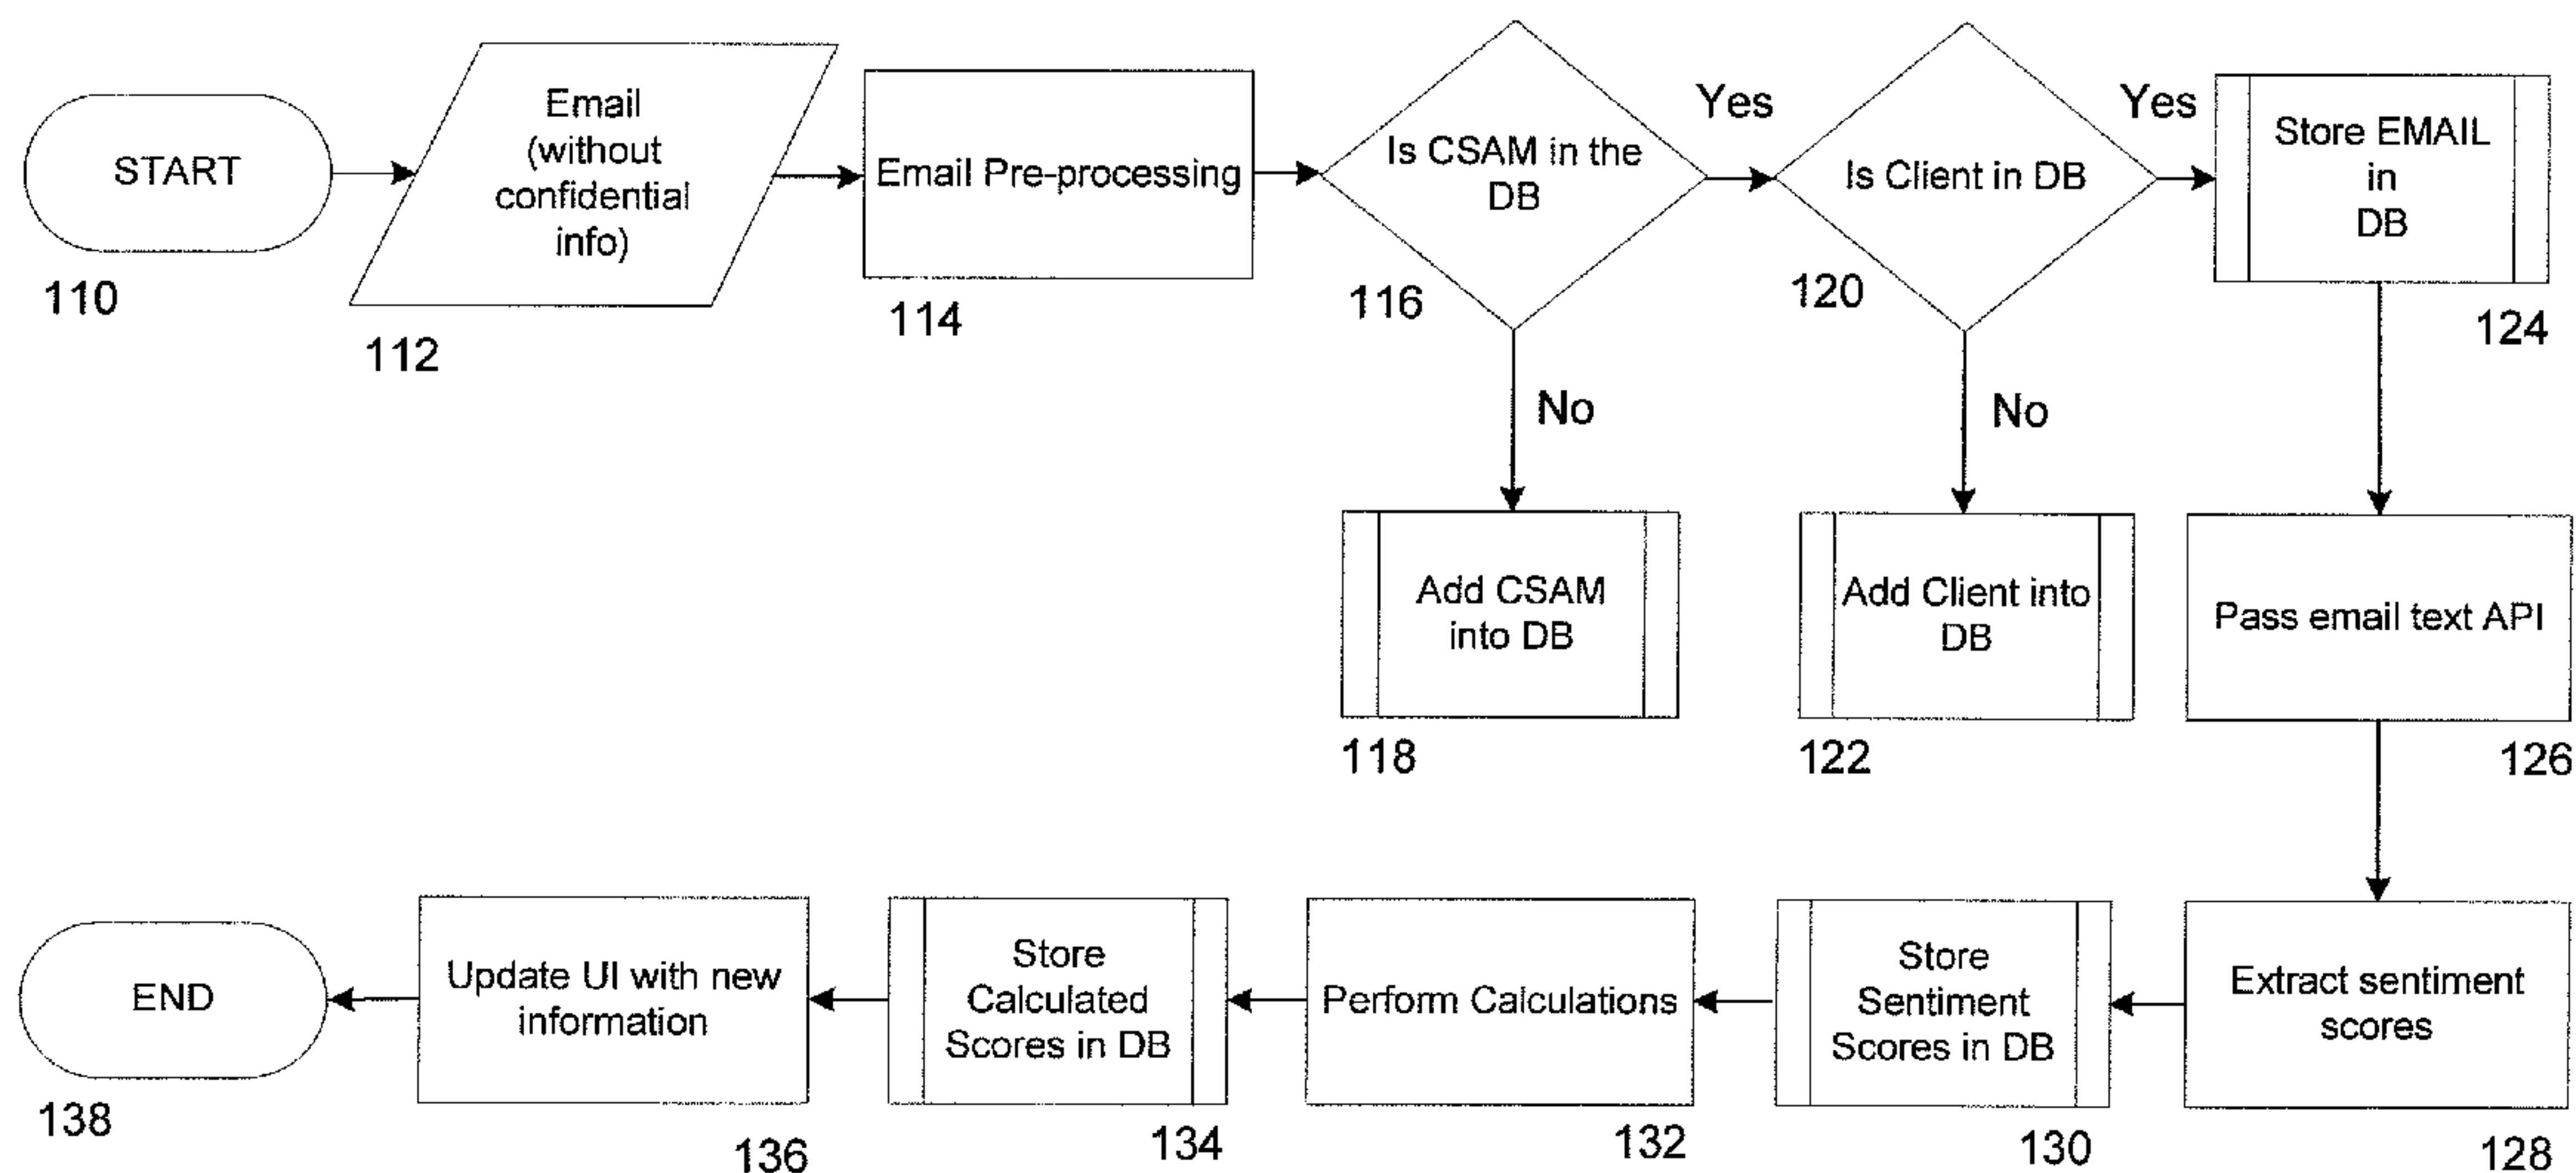 START
110
Email
(without
confidential
info)
112
Email Pre-processing
114
Is CSAM in the
DB
116
Yes
No
Add CSAM
into DB
118
Is Client in DB
120
Yes
No
Add Client into
DB
122
Store EMAIL
in
DB
124
Pass email text API
126
Extract sentiment
scores
128
Store
Sentiment
Scores in DB
130
Perform Calculations
132
Store
Calculated
Scores in DB
134
Update UI with new
information
136
END
138